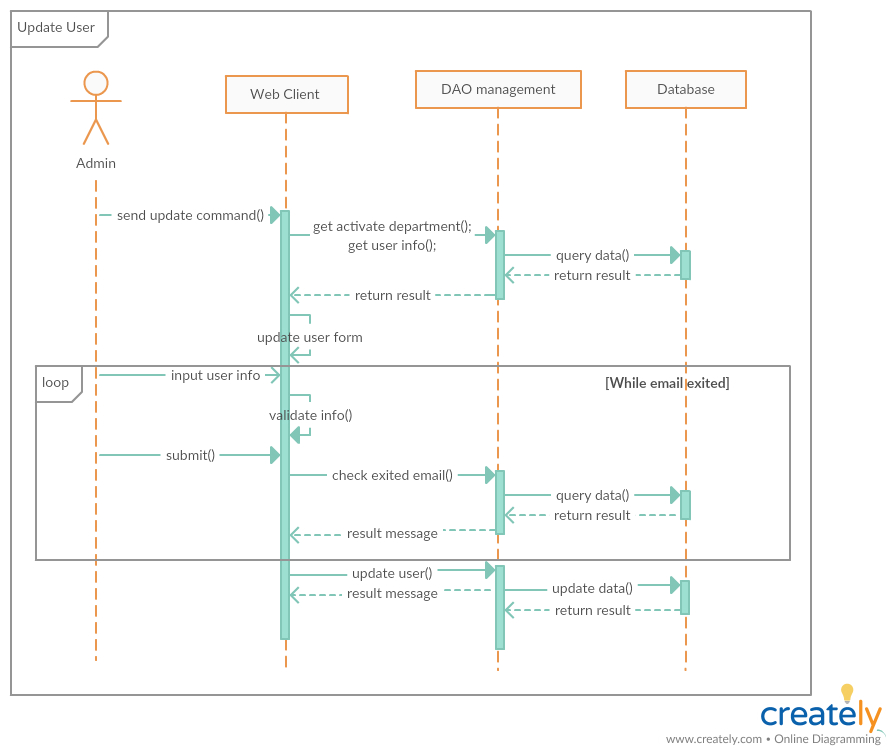 Update User
Web Client
DAO management
Database
Admin
send update command()
get activate department();
get user info();
query data()
return result
return result
update user form
loop
[While email exited]
input user info
validate info()
submit()
check exited email()
query data()
return result
result message
update user()
result message
update data()
return result
creately
www.creately.com • Online Diagramming